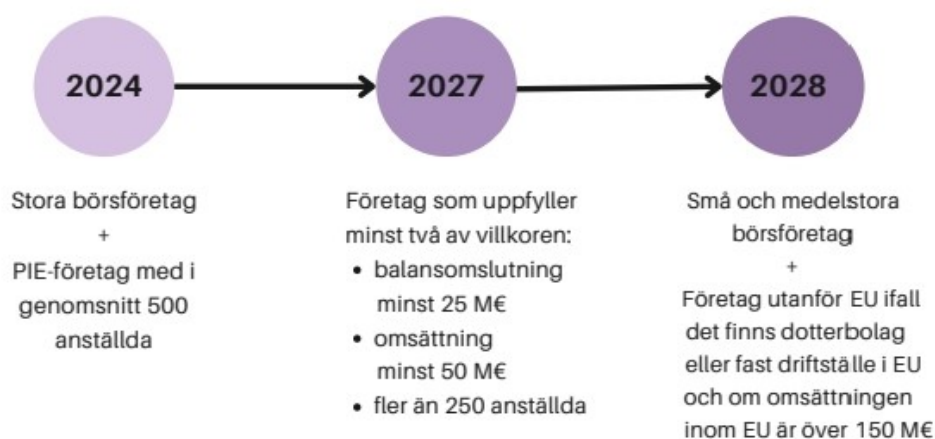 2024
Stora börsföretag
+
PIE-företag med i
genomsnitt 500
anställda
2027
Företag som uppfyller
minst två av villkoren:
• balansomslutning
minst 25 M€
• omsättning
minst 50 M€
• fler än 250 anställda
2028
Små och medelstora
börsföretag
+
Företag utanför EU ifall
det finns dotterbolag
eller fast driftställe i EU
och om omsättningen
inom EU är över 150 M€